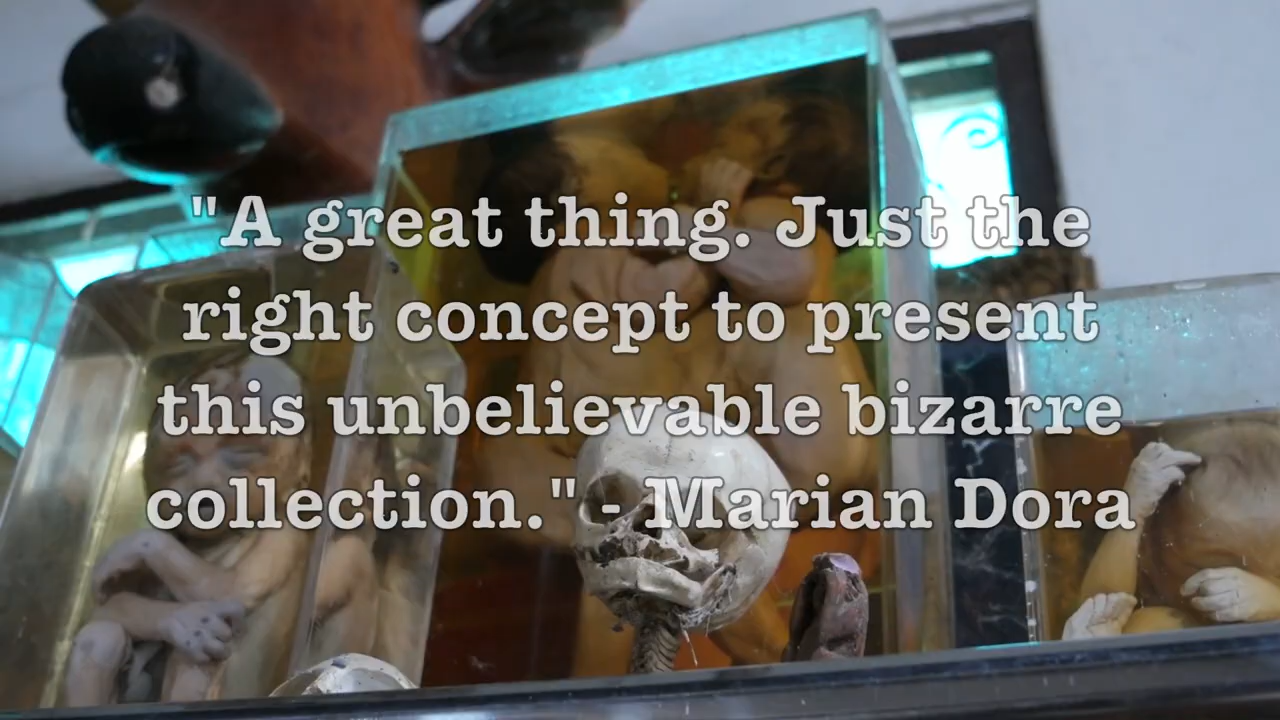 "A great thing. Just the
right concept to present
this unbelievable bizarre
collection." - Marian Dora